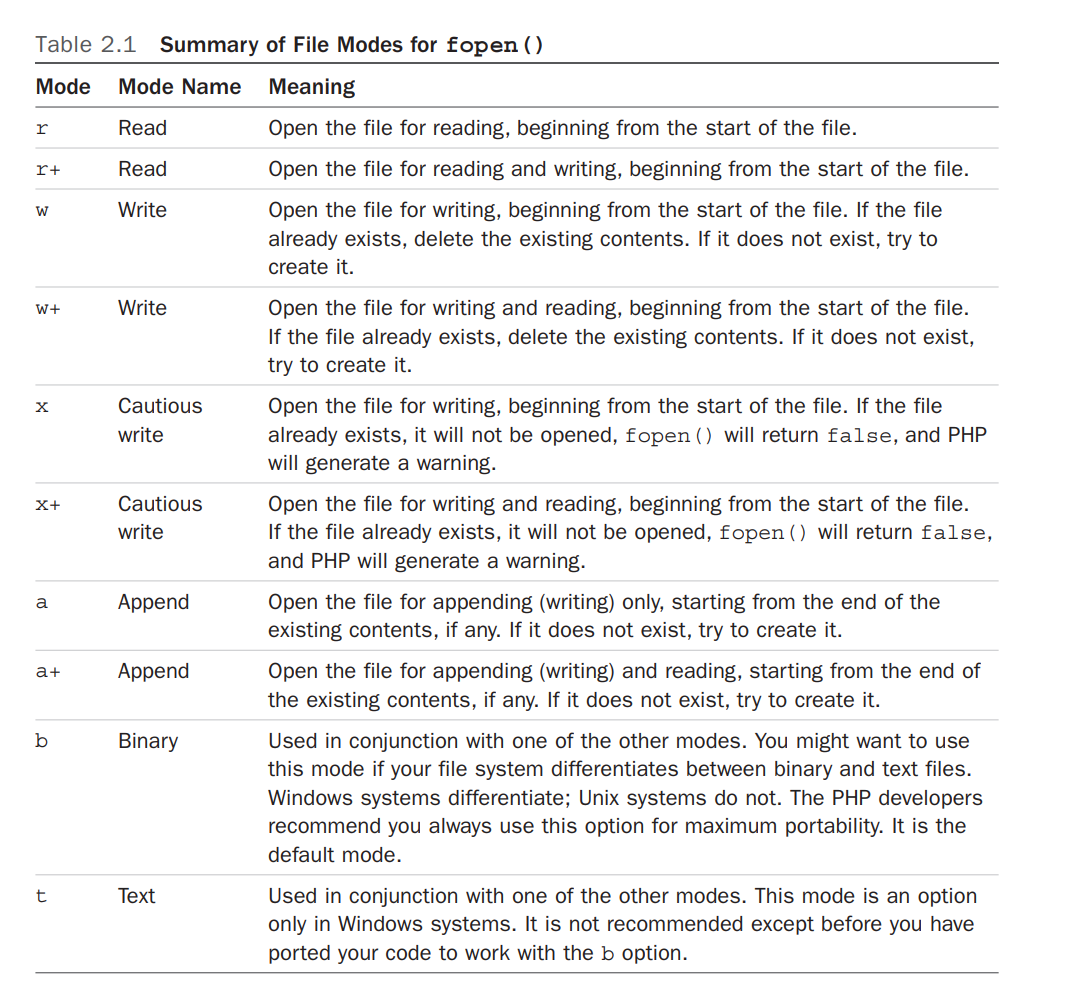 Table 2.1 Summary of File Modes for fopen()
Mode Mode Name Meaning
r Read Open the file for reading, beginning from the start of the file.
r+ Read Open the file for reading and writing, beginning from the start of the file.
w Write Open the file for writing, beginning from the start of the file. If the file
already exists, delete the existing contents. If it does not exist, try to
create it.
w+ Write Open the file for writing and reading, beginning from the start of the file.
If the file already exists, delete the existing contents. If it does not exist,
try to create it.
x Cautious Open the file for writing, beginning from the start of the file. If the file
write already exists, it will not be opened, fopen() will return false, and PHP
will generate a warning.
x+ Cautious Open the file for writing and reading, beginning from the start of the file.
write If the file already exists, it will not be opened, fopen() will return false,
and PHP will generate a warning.
a Append Open the file for appending (writing) only, starting from the end of the
existing contents, if any. If it does not exist, try to create it.
a+ Append Open the file for appending (writing) and reading, starting from the end of
the existing contents, if any. If it does not exist, try to create it.
b Binary Used in conjunction with one of the other modes. You might want to use
this mode if your file system differentiates between binary and text files.
Windows systems differentiate; Unix systems do not. The PHP developers
recommend you always use this option for maximum portability. It is the
default mode.
t Text Used in conjunction with one of the other modes. This mode is an option
only in Windows systems. It is not recommended except before you have
ported your code to work with the b option.